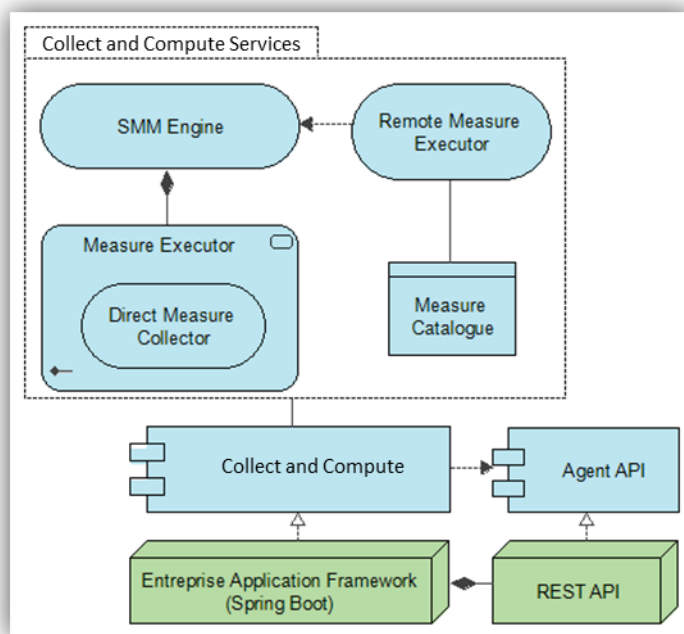 Collect and Compute Services
SMM Engine
Remote Measure
Executor
Measure Executor
Direct Measure
Collector
Measure
Catalogue
Collect and Compute
Agent API
Entreprise Application Framework
(Spring Boot)
REST API